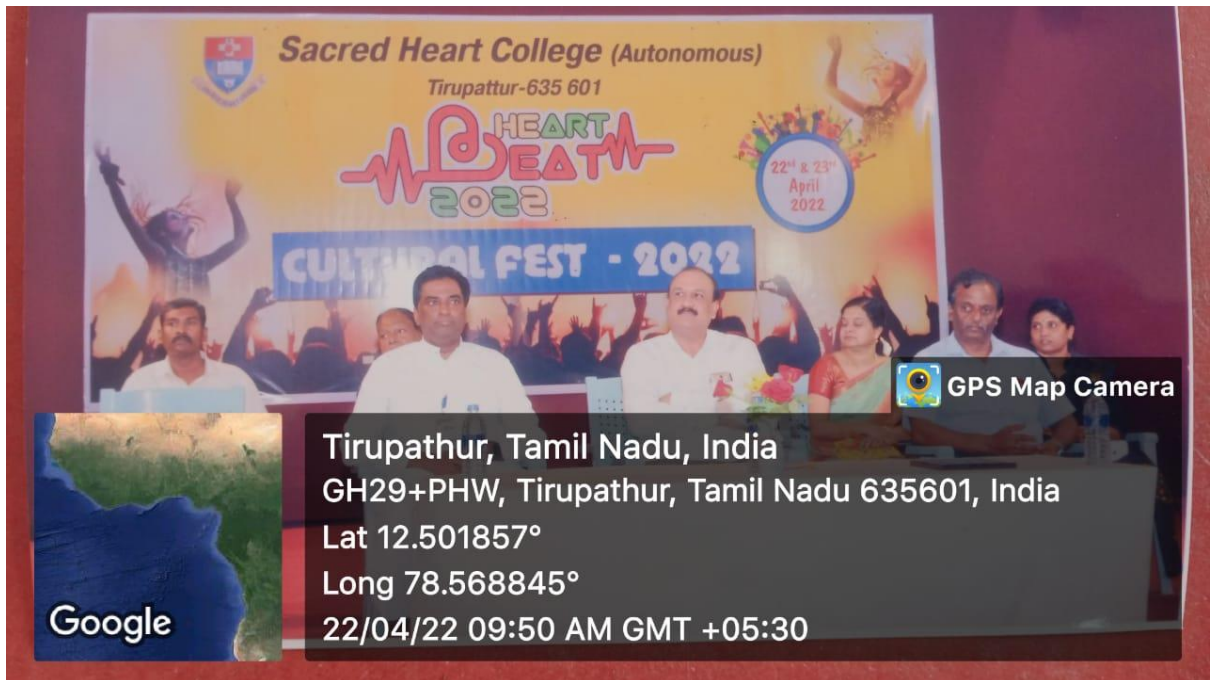 Sacred Heart College (Autonomous)
Tirupattur-635 601
HEART
BEAT
2022
22nd & 23rd
April
2022
CULTURAL FEST - 2022
GPS Map Camera
Tirupathur, Tamil Nadu, India
GH29+PHW, Tirupathur, Tamil Nadu 635601, India
Lat 12.501857°
Long 78.568845°
22/04/22 09:50 AM GMT +05:30
Google